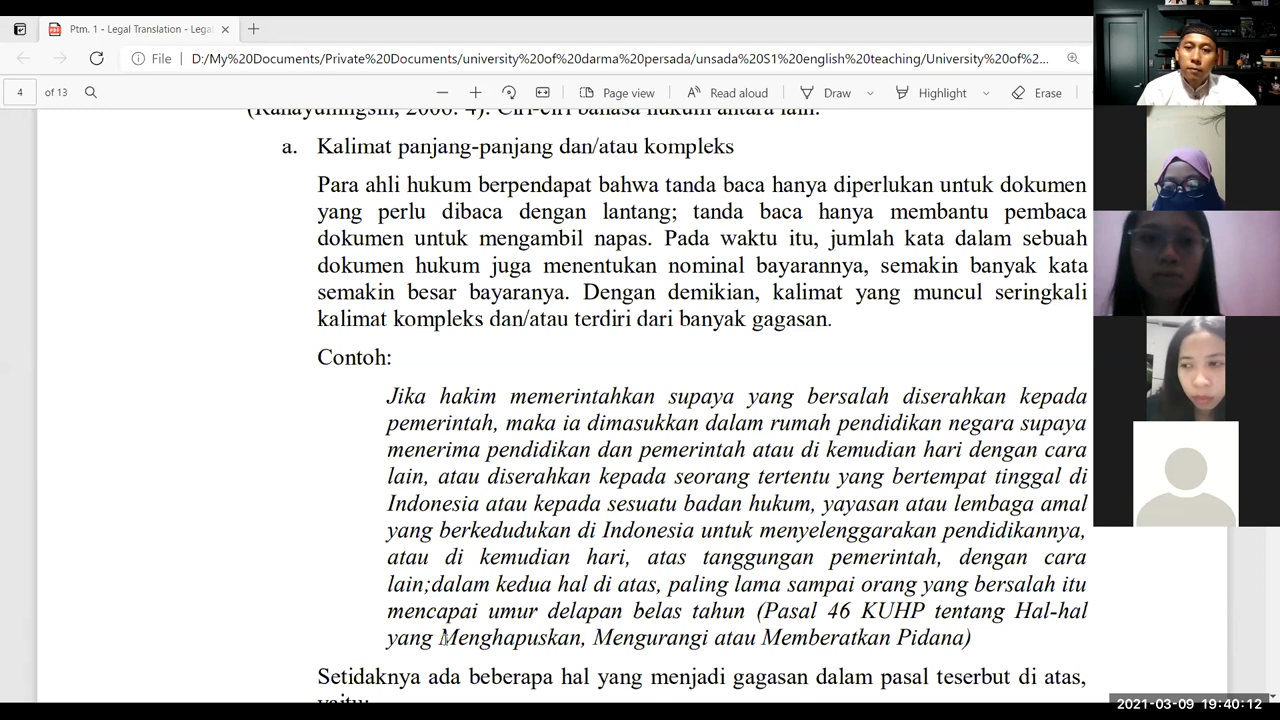 Ptm. 1 - Legal Translation - Lega
File D:/My%20Documents/Private%20Documents/university%20of%20darma%20persada/unsada%20S1%20english%20teaching/University%20of%2...
4 of 13 Page view Read aloud Draw Highlight Erase
a. Kalimat panjang-panjang dan/atau kompleks
Para ahli hukum berpendapat bahwa tanda baca hanya diperlukan untuk dokumen
yang perlu dibaca dengan lantang; tanda baca hanya membantu pembaca
dokumen untuk mengambil napas. Pada waktu itu, jumlah kata dalam sebuah
dokumen hukum juga menentukan nominal bayarannya, semakin banyak kata
semakin besar bayaranya. Dengan demikian, kalimat yang muncul seringkali
kalimat kompleks dan/atau terdiri dari banyak gagasan.
Contoh:
Jika hakim memerintahkan supaya yang bersalah diserahkan kepada
pemerintah, maka ia dimasukkan dalam rumah pendidikan negara supaya
menerima pendidikan dan pemerintah atau di kemudian hari dengan cara
lain, atau diserahkan kepada seorang tertentu yang bertempat tinggal di
Indonesia atau kepada sesuatu badan hukum, yayasan atau lembaga amal
yang berkedudukan di Indonesia untuk menyelenggarakan pendidikannya,
atau di kemudian hari, atas tanggungan pemerintah, dengan cara
lain;dalam kedua hal di atas, paling lama sampai orang yang bersalah itu
mencapai umur delapan belas tahun (Pasal 46 KUHP tentang Hal-hal
yang Menghapuskan, Mengurangi atau Memberatkan Pidana)
Setidaknya ada beberapa hal yang menjadi gagasan dalam pasal teserbut di atas,
2021-03-09 19:40:12